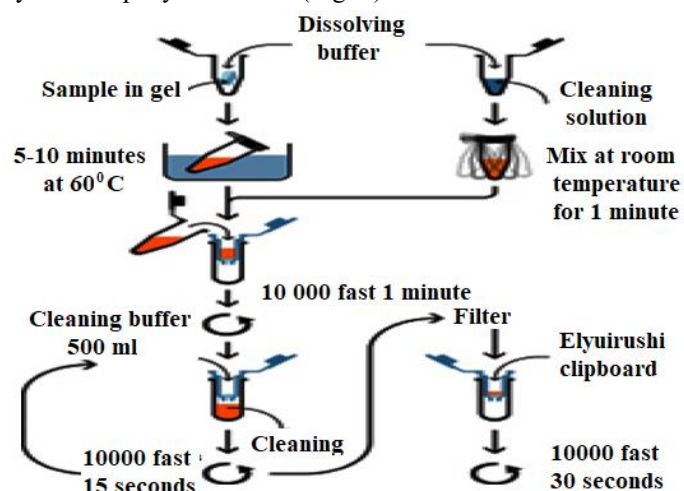 Dissolving
buffer
Sample in gel
Cleaning
solution
5-10 minutes
at 60⁰C
Mix at room
temperature
for 1 minute
10 000 fast 1 minute
Cleaning buffer
500 ml
Filter
Elyuirushi
clipboard
Cleaning
10000 fast
15 seconds
10000 fast
30 seconds